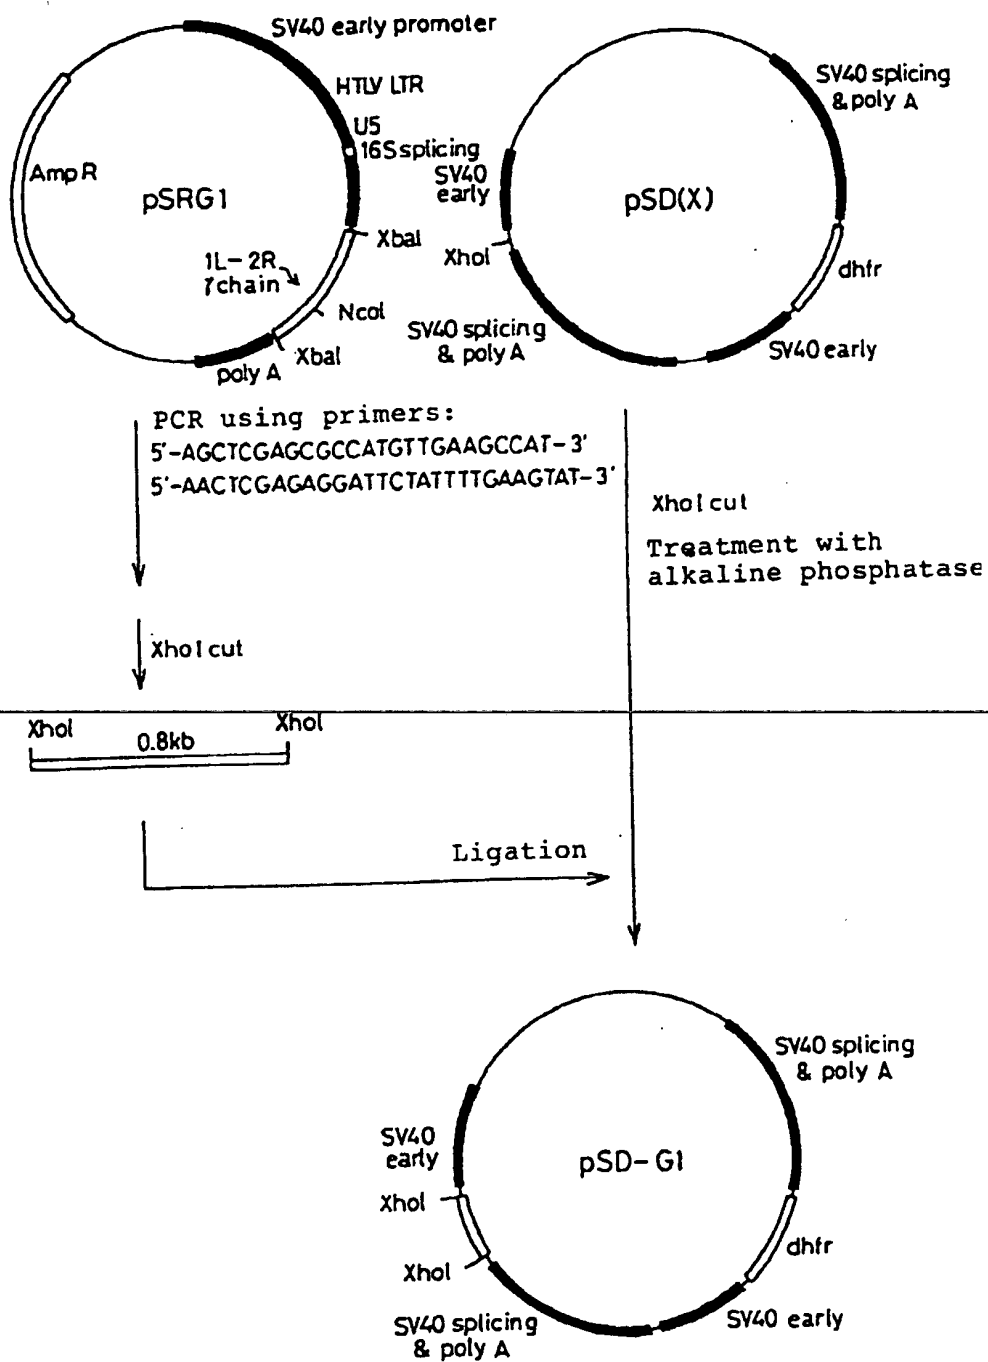 SV40 early promoter
HTLV LTR
U5
16S splicing
AmpR
pSRG1
XbaI
1L-2R
γ chain
NcoI
XbaI
poly A
SV40 splicing
& poly A
SV40
early
pSD(X)
XhoI
dhfr
SV40 splicing
& poly A
SV40 early
PCR using primers:
5'-AGCTCGAGCGCCATGTTGAAGCCAT-3'
5'-AACTCGAGAGGATTCTATTTTGAAGTAT-3'
XhoI cut
Treatment with
alkaline phosphatase
XhoI cut
XhoI
XhoI
0.8kb
Ligation
SV40 splicing
& poly A
SV40
early
pSD-G1
XhoI
dhfr
XhoI
SV40 early
SV40 splicing
& poly A